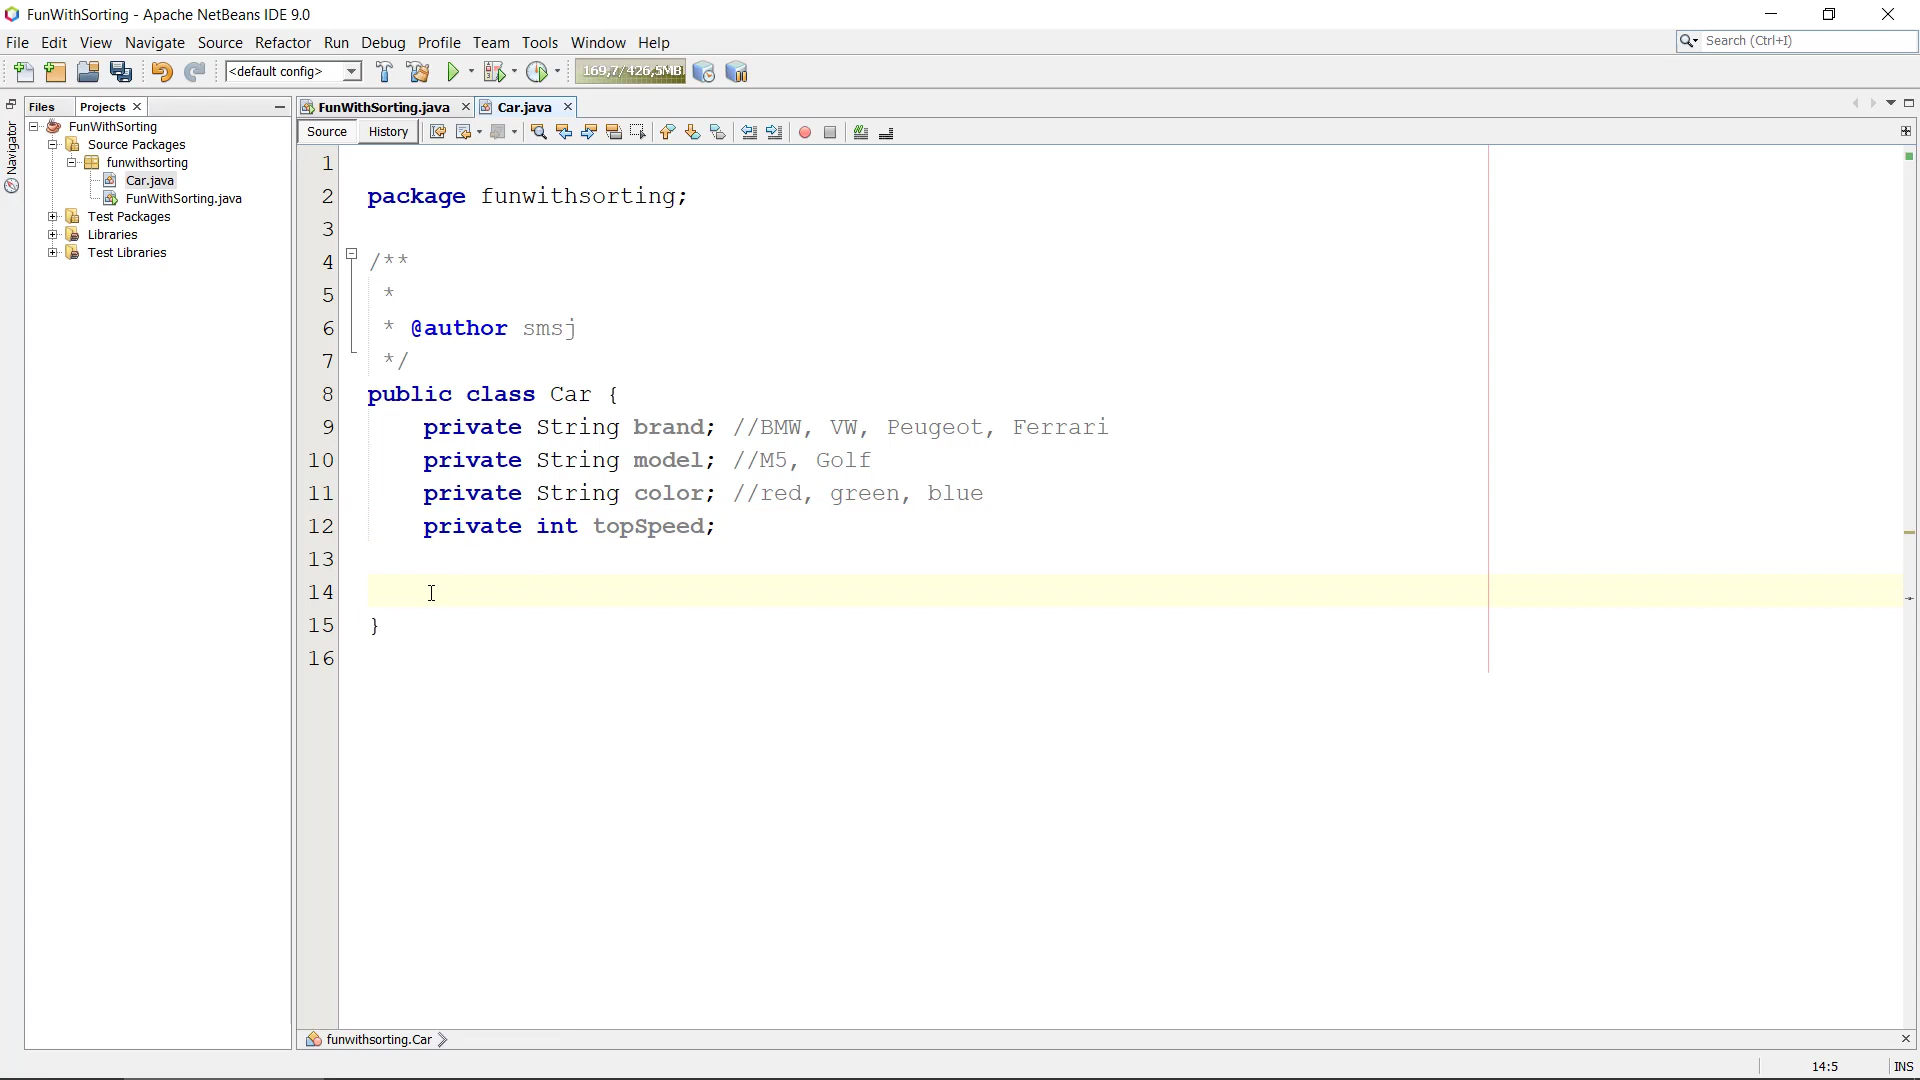 FunWithSorting - Apache NetBeans IDE 9.0
File Edit View Navigate Source Refactor Run Debug Profile Team Tools Window Help
Search (Ctrl+I)
<default config>
169,7/426,5MB
Files Projects
FunWithSorting.java Car.java
Navigator
Source History
FunWithSorting
Source Packages
funwithsorting
Car.java
FunWithSorting.java
Test Packages
Libraries
Test Libraries
1
2 package funwithsorting;
3
4 /**
5 *
6 * @author smsj
7 */
8 public class Car {
9 private String brand; //BMW, VW, Peugeot, Ferrari
10 private String model; //M5, Golf
11 private String color; //red, green, blue
12 private int topSpeed;
13
14
15 }
16
funwithsorting.Car
14:5 INS